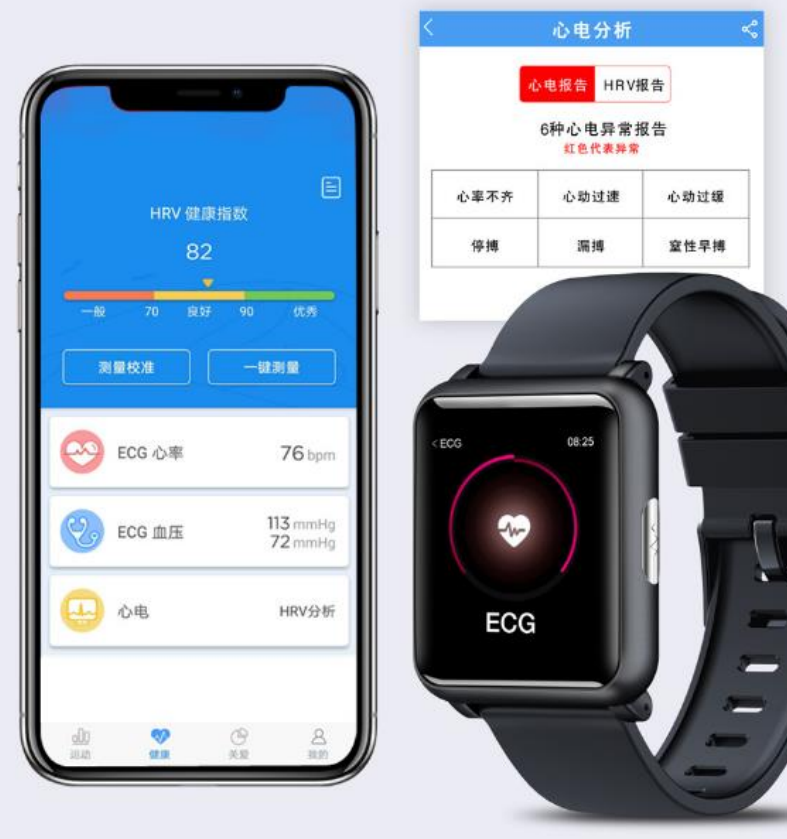 HRV 健康指数
82
一般 70 良好 90 优秀
测量校准 一键测量
ECG 心率 76 bpm
ECG 血压 113 mmHg
72 mmHg
心电 HRV分析
运动 健康 关爱 我的
心电分析
心电报告 HRV报告
6种心电异常报告
红色代表异常
心率不齐 心动过速 心动过缓
停搏 漏搏 室性早搏
ECG 08:25
ECG